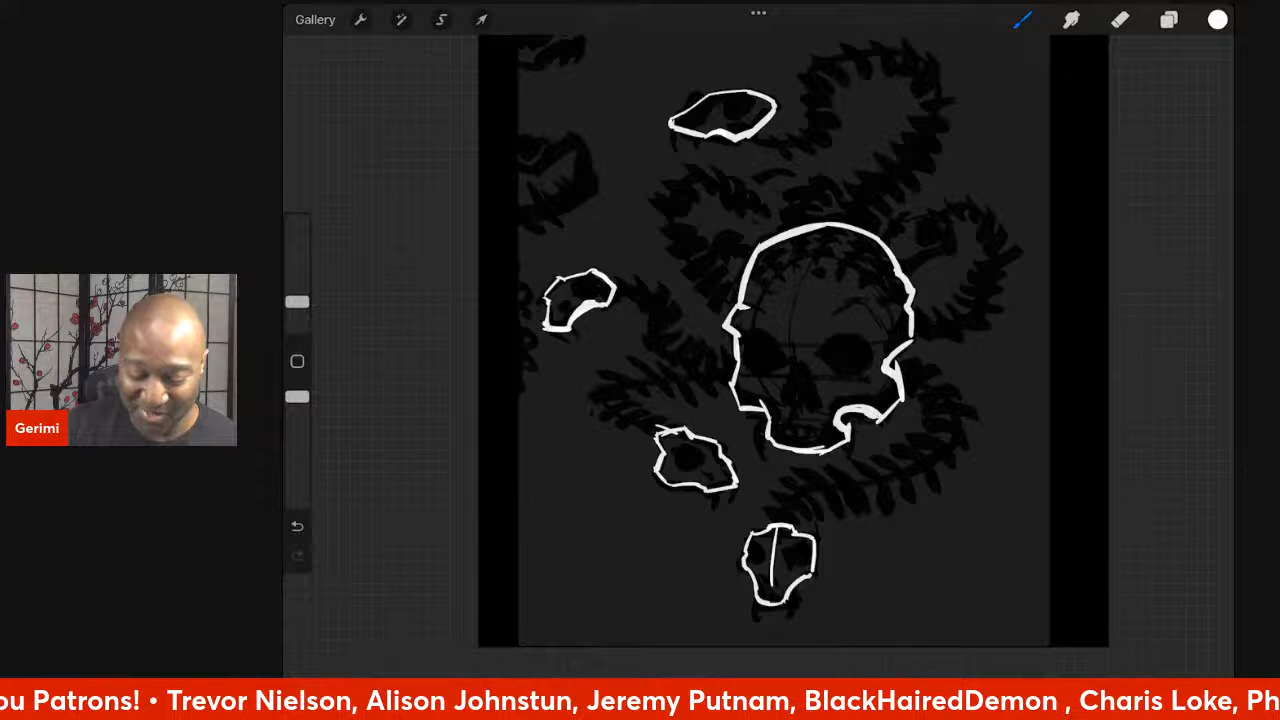 Gallery
Gerimi
ou Patrons! • Trevor Nielson, Alison Johnstun, Jeremy Putnam, BlackHairedDemon , Charis Loke, Ph